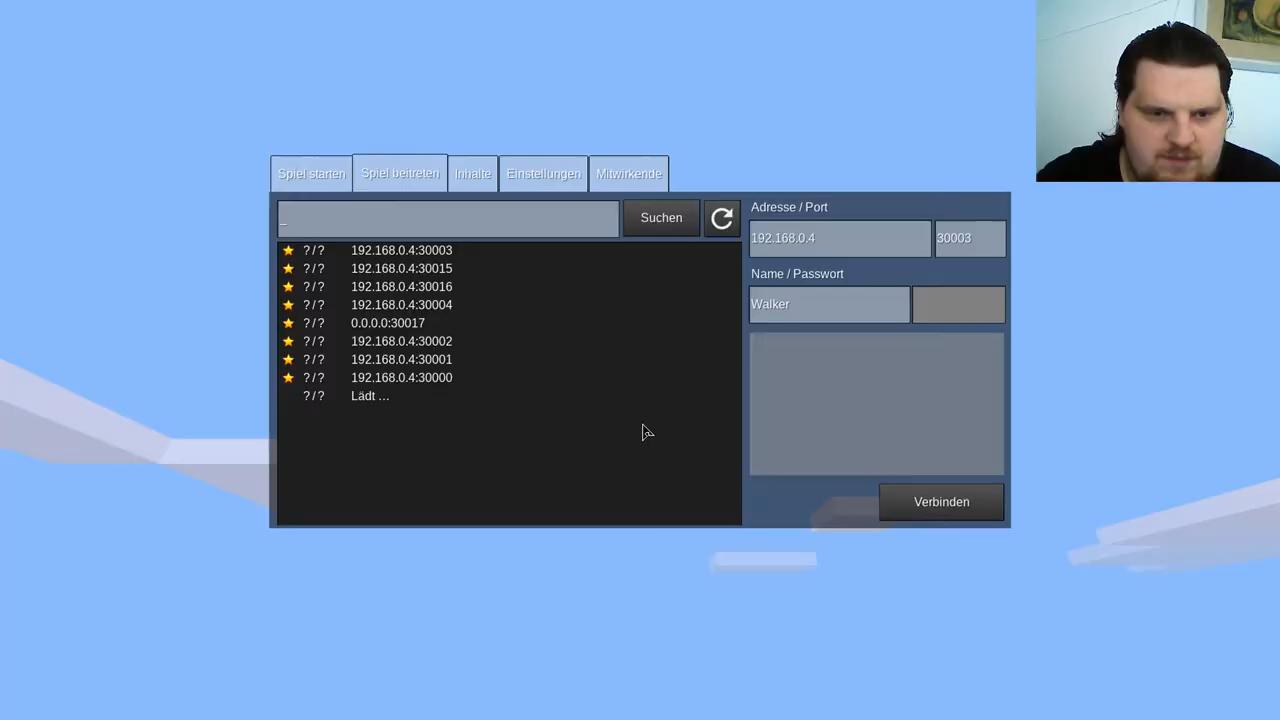 Spiel starten Spiel beitreten Inhalte Einstellungen Mitwirkende
_ Suchen
? / ? 192.168.0.4:30003
? / ? 192.168.0.4:30015
? / ? 192.168.0.4:30016
? / ? 192.168.0.4:30004
? / ? 0.0.0.0:30017
? / ? 192.168.0.4:30002
? / ? 192.168.0.4:30001
? / ? 192.168.0.4:30000
? / ? Lädt …
Adresse / Port
192.168.0.4 30003
Name / Passwort
Walker
Verbinden